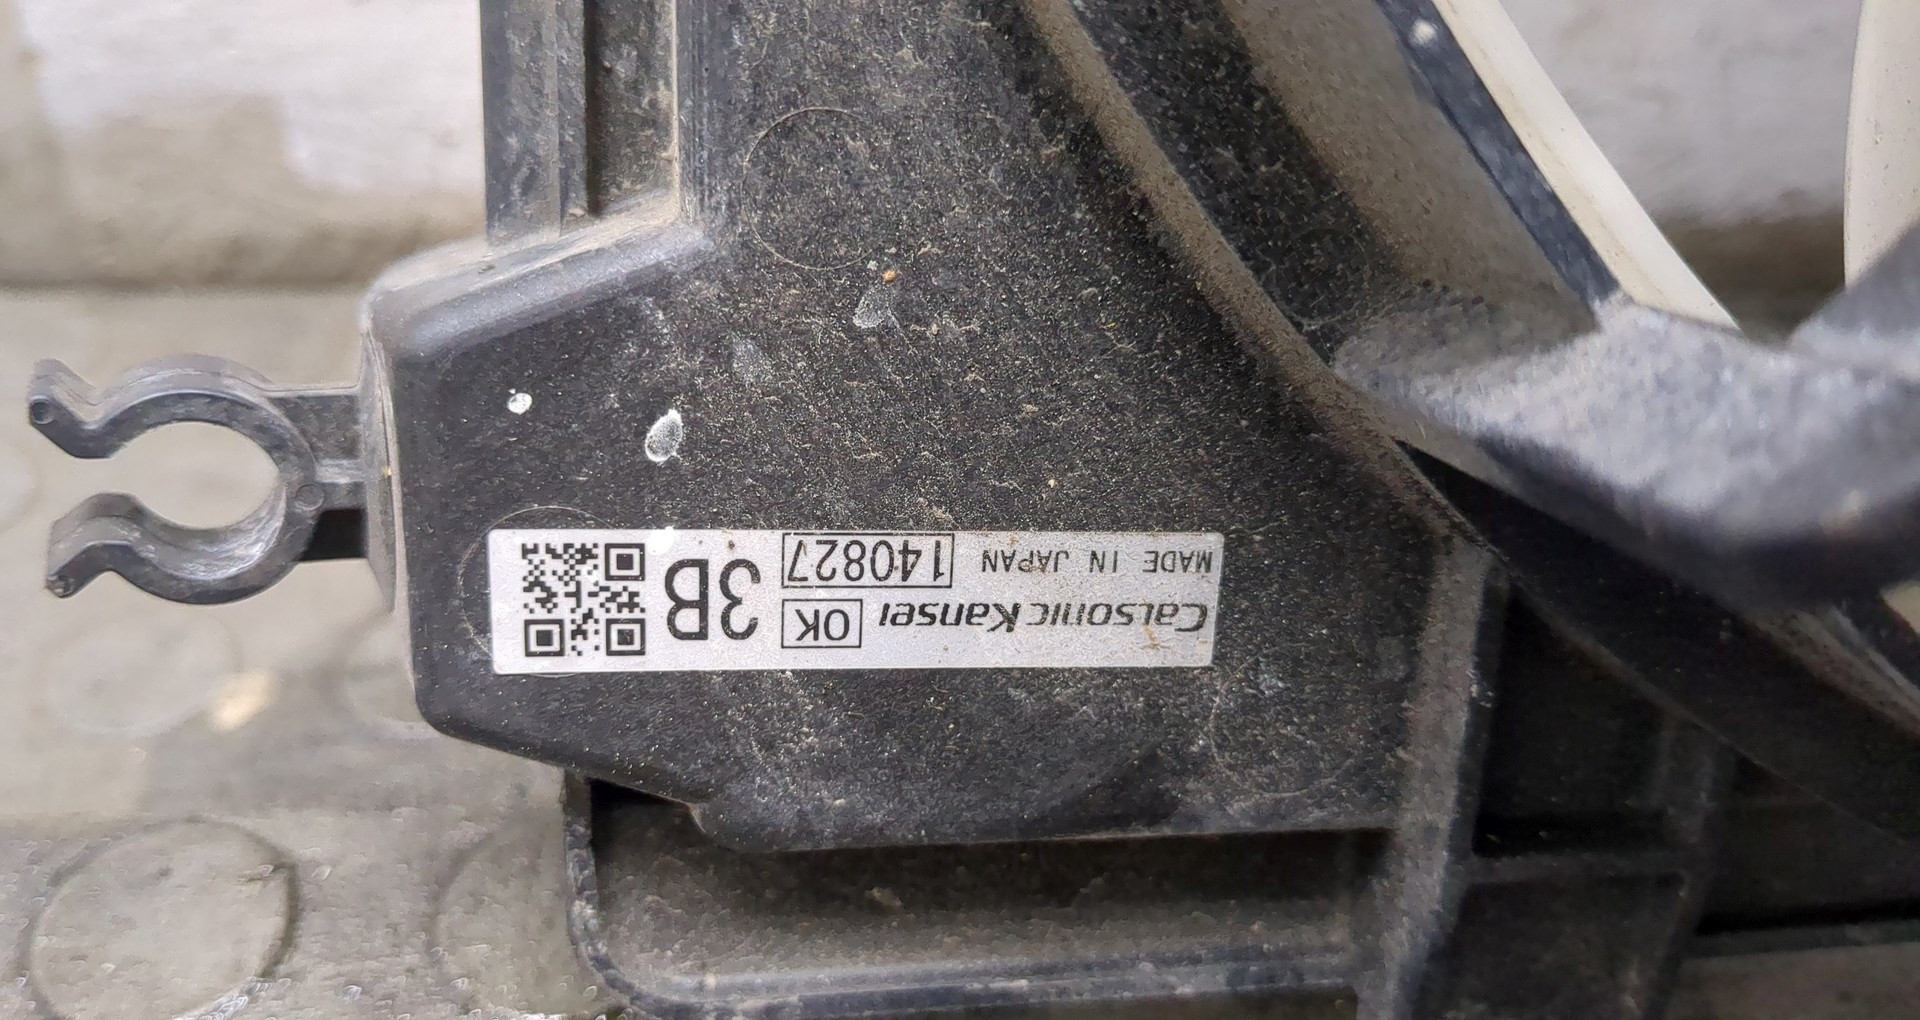 CALSONIC KANSEI OK 3B
MADE IN JAPAN 140827